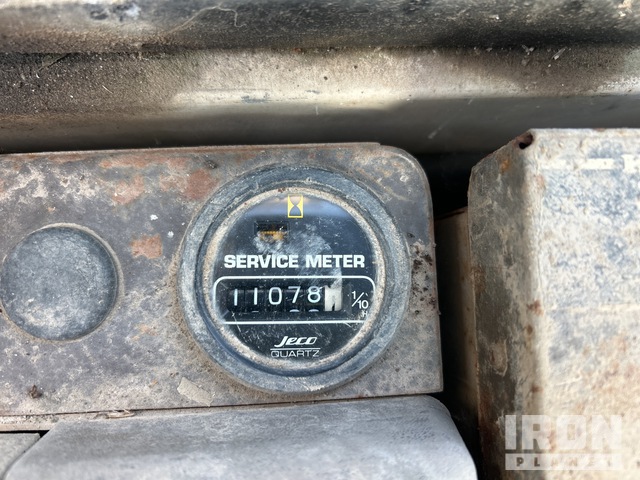 SERVICE METER
11078 1/10
H
Jeco
QUARTZ
IRON
PLANET